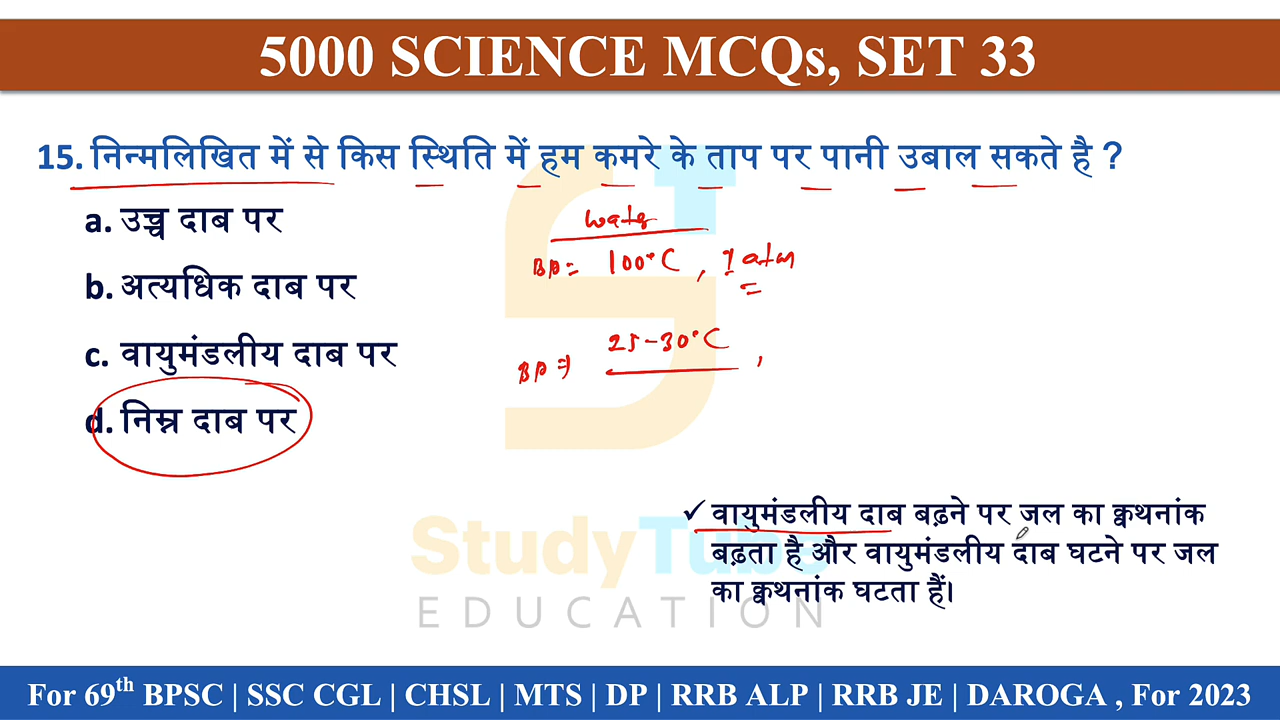 5000 SCIENCE MCQs, SET 33
15. निन्मलिखित में से किस स्थिति में हम कमरे के ताप पर पानी उबाल सकते है ?
a. उच्च दाब पर
b. अत्यधिक दाब पर
c. वायुमंडलीय दाब पर
d. निम्न दाब पर
water
BP = 100°C , 1 atm
BP ⇒ 25-30°C ,
✓ वायुमंडलीय दाब बढ़ने पर जल का क्वथनांक
बढ़ता है और वायुमंडलीय दाब घटने पर जल
का क्वथनांक घटता हैं।
StudyTube
EDUCATION
For 69th BPSC | SSC CGL | CHSL | MTS | DP | RRB ALP | RRB JE | DAROGA , For 2023